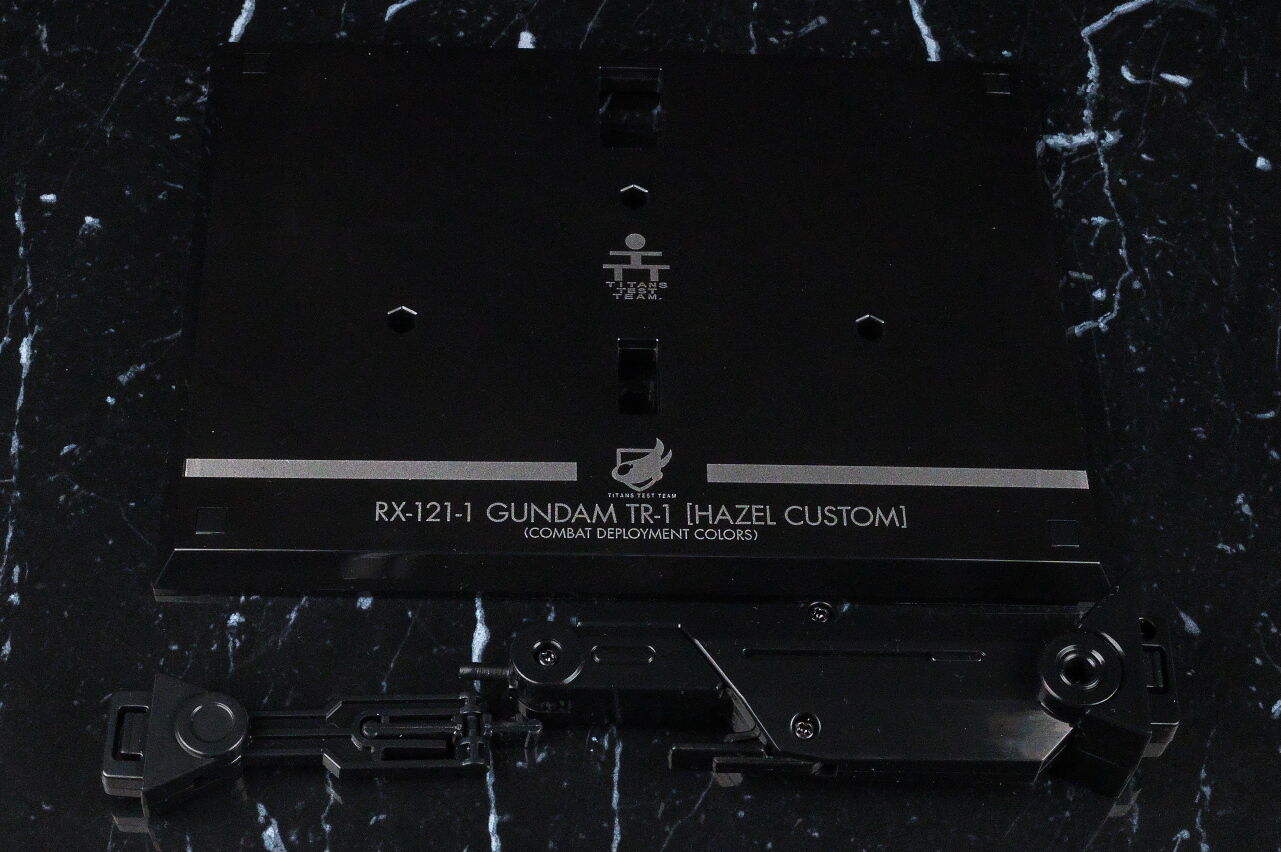 TITANS
TEST
TEAM.
TITANS TEST TEAM
RX-121-1 GUNDAM TR-1 [HAZEL CUSTOM]
(COMBAT DEPLOYMENT COLORS)